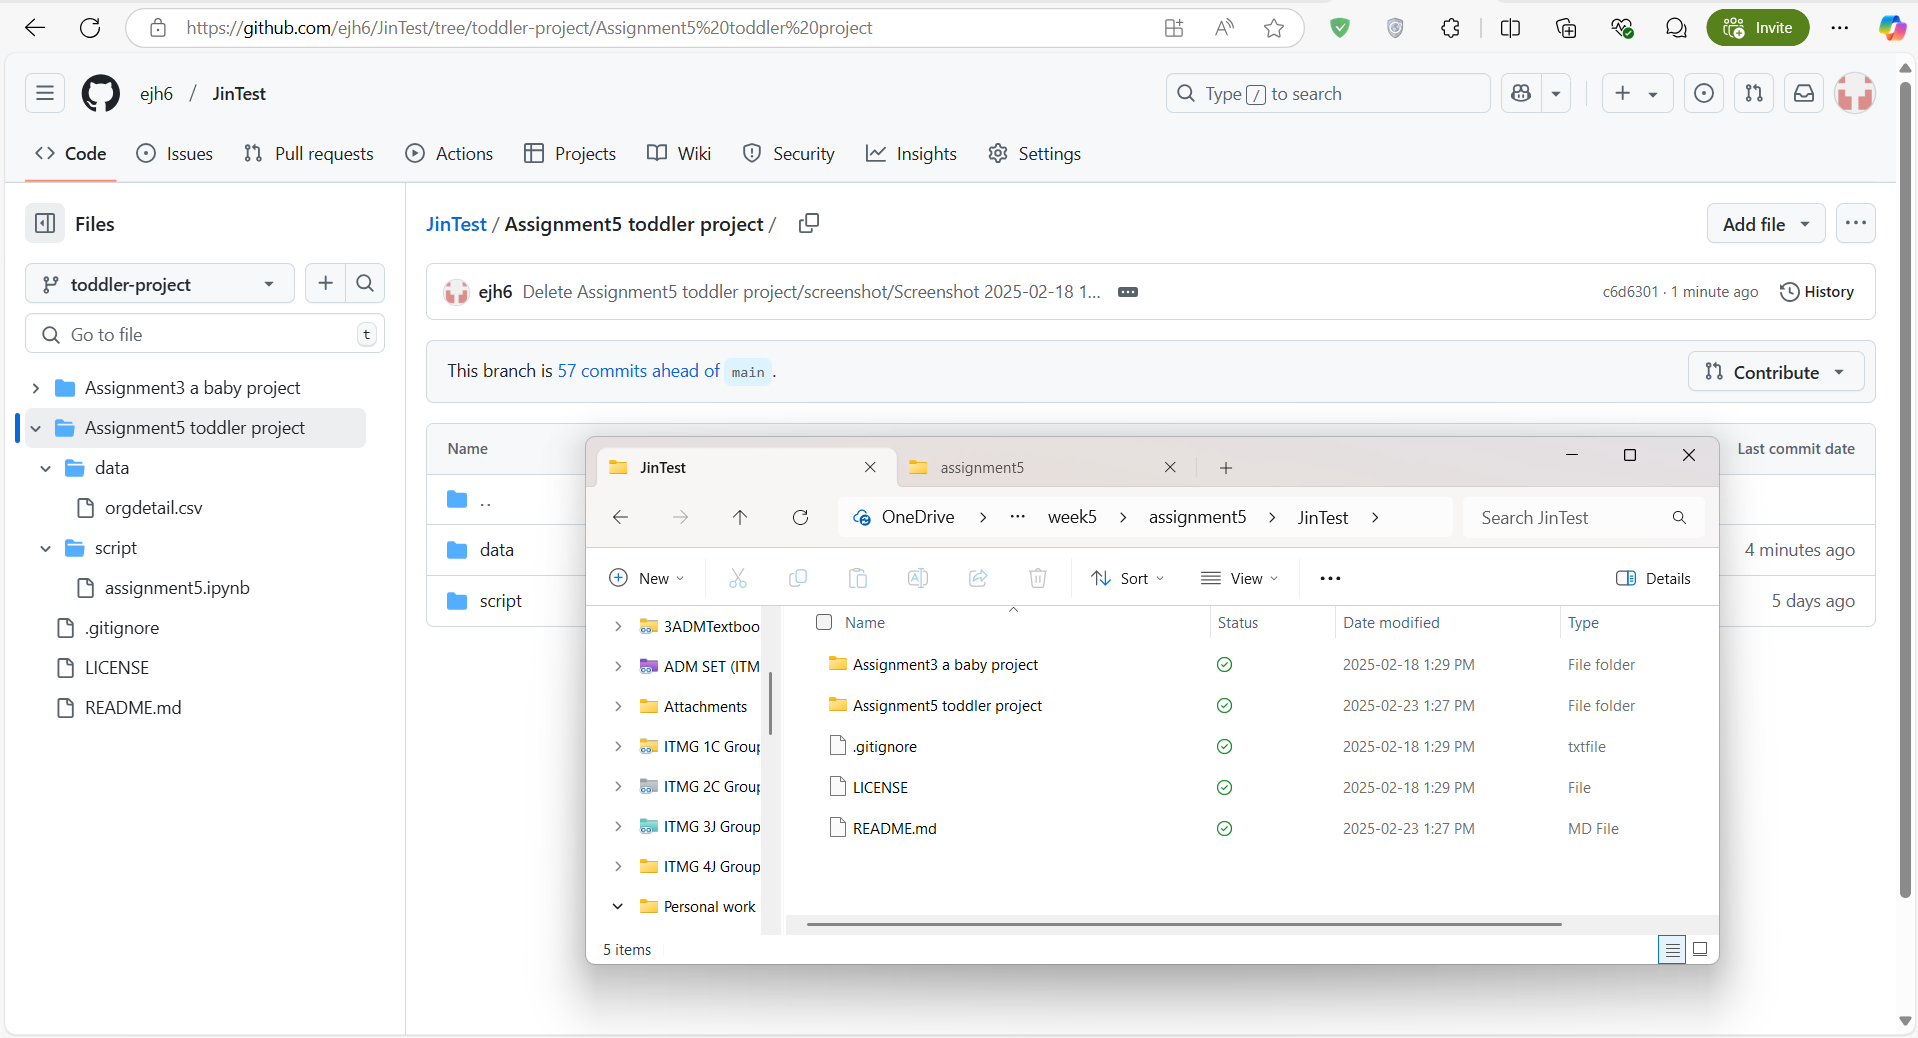 https://github.com/ejh6/JinTest/tree/toddler-project/Assignment5%20toddler%20project
Invite
ejh6 / JinTest
Type / to search
Code Issues Pull requests Actions Projects Wiki Security Insights Settings
Files
JinTest / Assignment5 toddler project /
Add file
toddler-project
ejh6 Delete Assignment5 toddler project/screenshot/Screenshot 2025-02-18 1...
c6d6301 · 1 minute ago
History
Go to file
t
This branch is 57 commits ahead of main .
Contribute
Assignment3 a baby project
Assignment5 toddler project
data
orgdetail.csv
script
assignment5.ipynb
.gitignore
LICENSE
README.md
Name
Last commit date
..
data
4 minutes ago
script
5 days ago
JinTest
assignment5
OneDrive > ... week5 > assignment5 > JinTest >
Search JinTest
New
Sort
View
Details
3ADMTextboo
ADM SET (ITM
Attachments
ITMG 1C Group
ITMG 2C Group
ITMG 3J Group
ITMG 4J Group
Personal work
Name Status Date modified Type
Assignment3 a baby project 2025-02-18 1:29 PM File folder
Assignment5 toddler project 2025-02-23 1:27 PM File folder
.gitignore 2025-02-18 1:29 PM txtfile
LICENSE 2025-02-18 1:29 PM File
README.md 2025-02-23 1:27 PM MD File
5 items